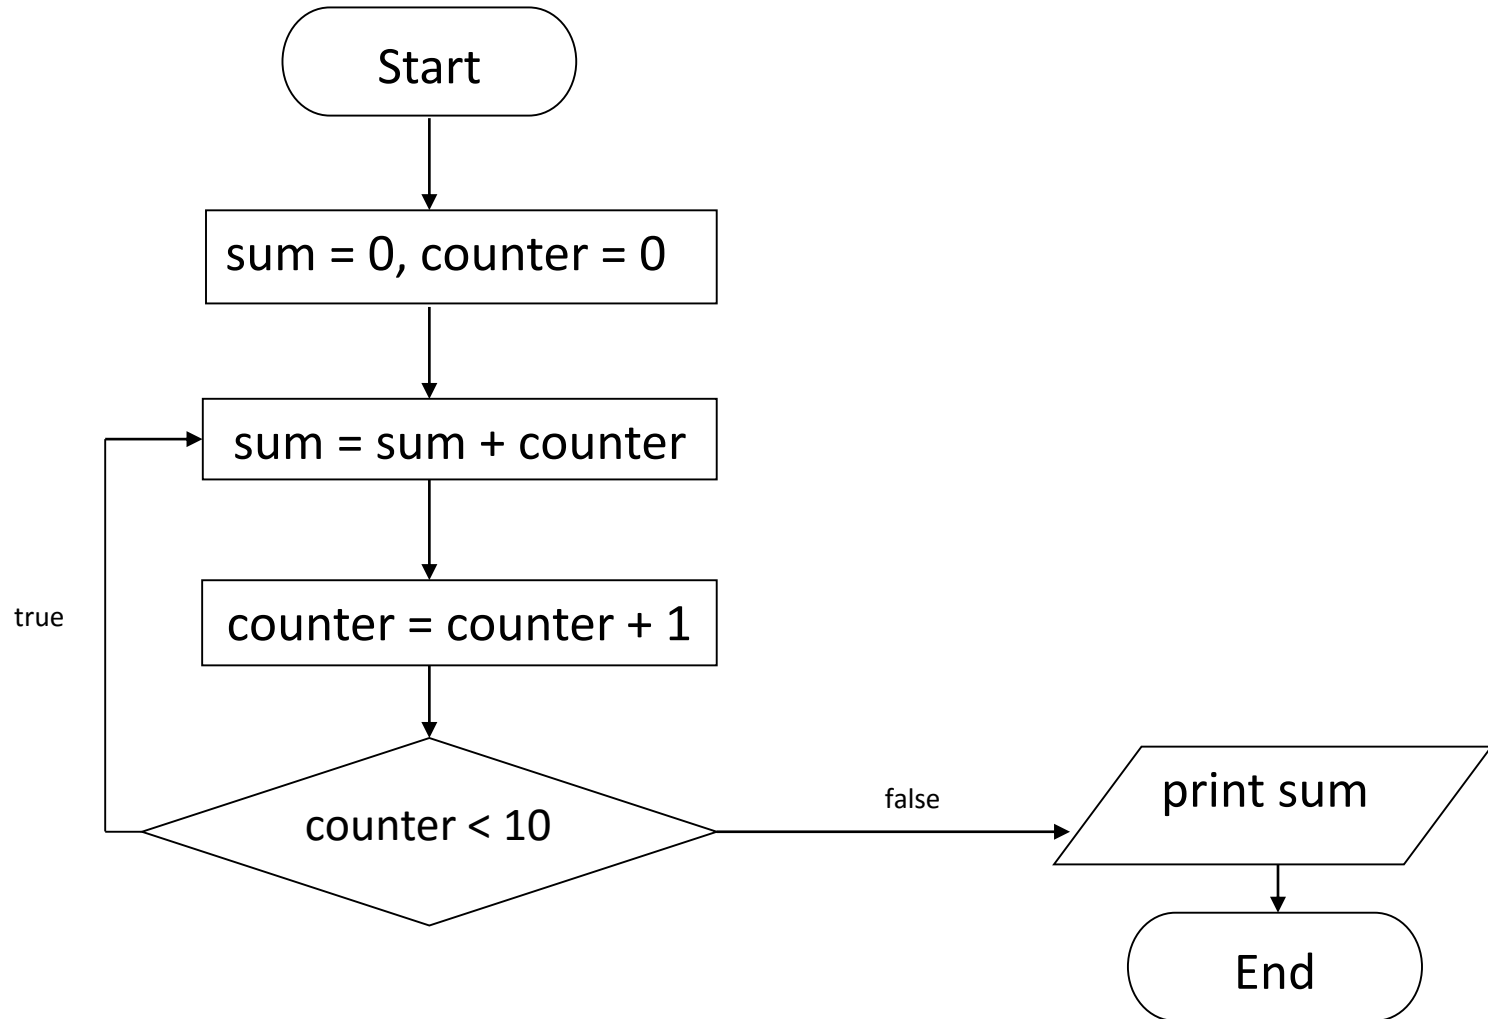 Start
sum = 0, counter = 0
sum = sum + counter
counter = counter + 1
true
counter < 10
false
print sum
End